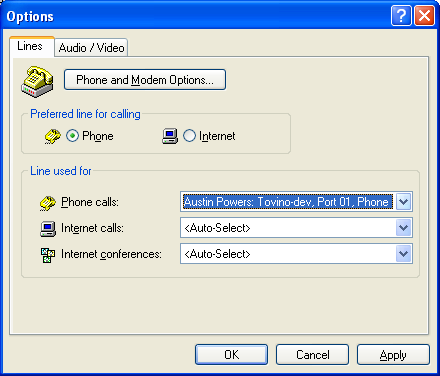 Options
Lines
Audio / Video
Phone and Modem Options...
Preferred line for calling
Phone
Internet
Line used for
Phone calls: Austin Powers: Tovino-dev, Port 01, Phone
Internet calls: <Auto-Select>
Internet conferences: <Auto-Select>
OK
Cancel
Apply